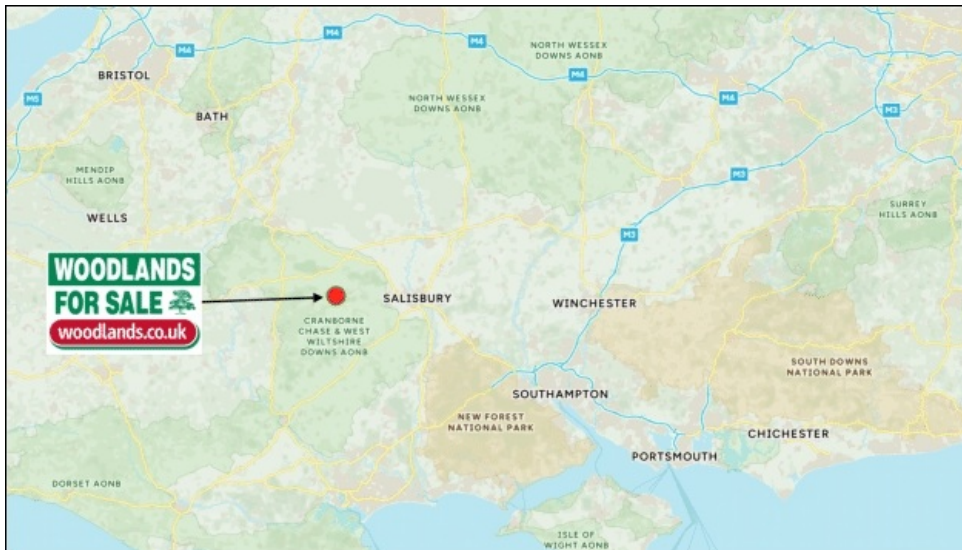 M4
M4
NORTH WESSEX
DOWNS AONB
BRISTOL
M4
M5
NORTH WESSEX
DOWNS AONB
M4
M3
BATH
MENDIP
HILLS AONB
M3
WELLS
SURREY
HILLS AONB
M3
WOODLANDS
FOR SALE
woodlands.co.uk
SALISBURY
WINCHESTER
CRANBORNE
CHASE & WEST
WILTSHIRE
DOWNS AONB
SOUTH DOWNS
NATIONAL PARK
SOUTHAMPTON
NEW FOREST
NATIONAL PARK
CHICHESTER
PORTSMOUTH
DORSET AONB
ISLE OF
WIGHT AONB